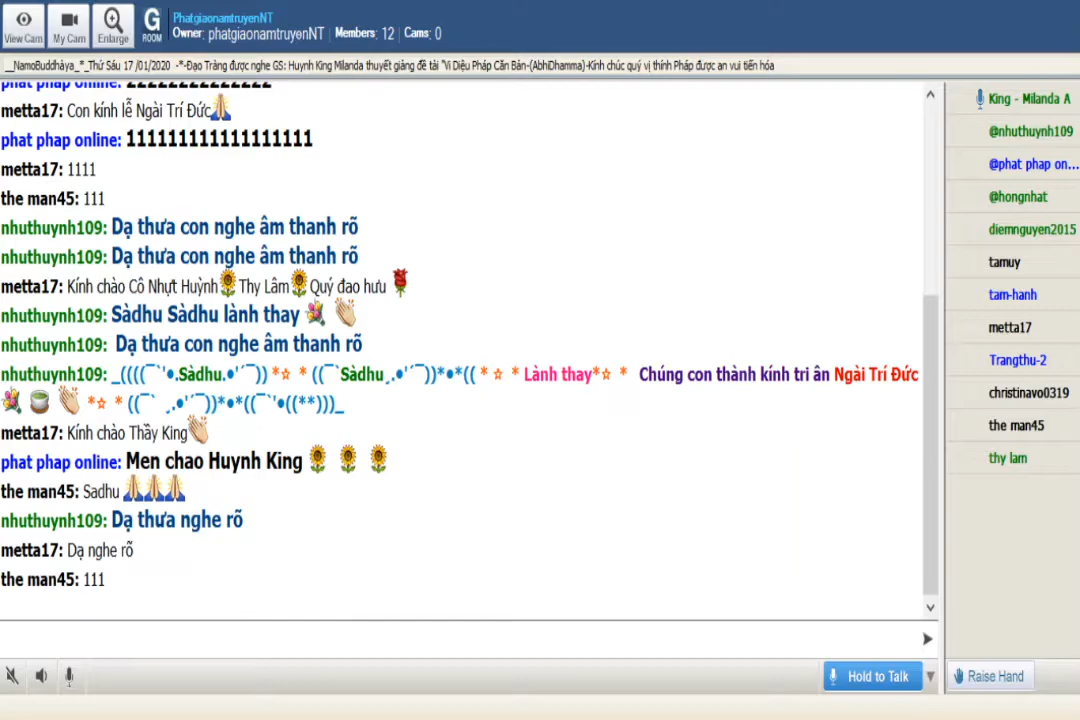 PhatgiaonamtruyenNT
Owner: phatgiaonamtruyenNT Members: 12 Cams: 0
View Cam My Cam Enlarge G ROOM
__NamoBuddhàya_*_Thứ Sáu 17 /01/2020 -*-Đạo Tràng được nghe GS: Huynh King Milanda thuyết giảng đề tài "Vi Diệu Pháp Căn Bản-(AbhiDhamma)-Kính chúc quý vị thính Pháp được an vui tiến hóa
phat phap online:
metta17: Con kính lễ Ngài Trí Đức🙏
phat phap online: 11111111111111111
metta17: 1111
the man45: 111
nhuthuynh109: Dạ thưa con nghe âm thanh rõ
nhuthuynh109: Dạ thưa con nghe âm thanh rõ
metta17: Kính chào Cô Nhựt Huỳnh🌻Thy Lâm🌻Quý đao hưu 🌹
nhuthuynh109: Sàdhu Sàdhu lành thay 💐 👏
nhuthuynh109: Dạ thưa con nghe âm thanh rõ
nhuthuynh109: _((((¯`'•.Sàdhu.•'´¯)) *☆ * ((¯`Sàdhu¸.•'´¯))*•*(( * ☆ * Lành thay*☆ * Chúng con thành kính tri ân Ngài Trí Đức
💐 🍵 👏 *☆ * ((¯` ¸.•'´¯))*•*((¯`'•((**)))_
metta17: Kính chào Thầy King👏
phat phap online: Men chao Huynh King 🌻 🌻 🌻
the man45: Sadhu 🙏🙏🙏
nhuthuynh109: Dạ thưa nghe rõ
metta17: Dạ nghe rõ
the man45: 111
Hold to Talk
King - Milanda A
@nhuthuynh109
@phat phap on...
@hongnhat
diemnguyen2015
tamuy
tam-hanh
metta17
Trangthu-2
christinavo0319
the man45
thy lam
Raise Hand